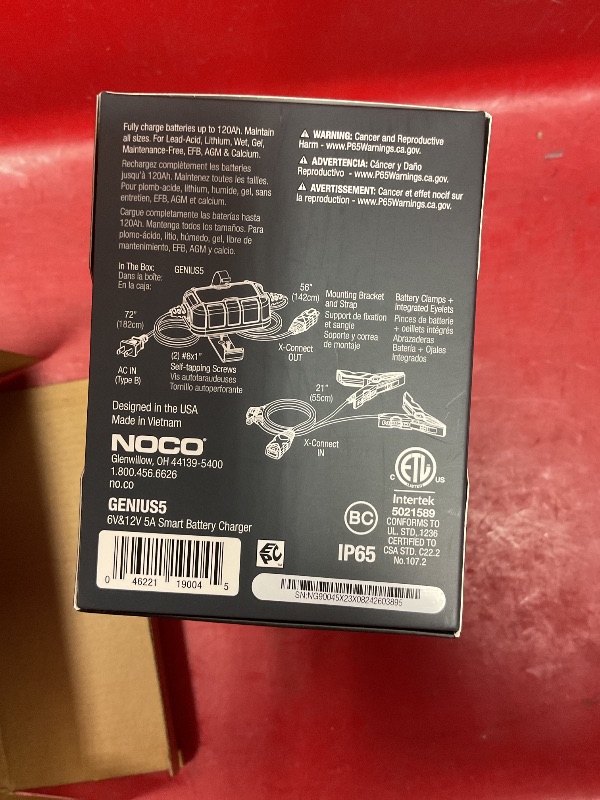 Fully charge batteries up to 120Ah. Maintain
all sizes. For Lead-Acid, Lithium, Wet, Gel,
Maintenance-Free, EFB, AGM & Calcium.
Rechargez complètement les batteries
jusqu'à 120Ah. Maintenez toutes les tailles.
Pour plomb-acide, lithium, humide, gel, sans
entretien, EFB, AGM et calcium.
Cargue completamente las baterías hasta
120Ah. Mantenga todos los tamaños. Para
plomo-ácido, litio, húmedo, gel, libre de
mantenimiento, EFB, AGM y calcio.
WARNING: Cancer and Reproductive
Harm - www.P65Warnings.ca.gov.
ADVERTENCIA: Cáncer y Daño
Reproductivo - www.P65Warnings.ca.gov.
AVERTISSEMENT: Cancer et effet nocif sur
la reproduction - www.P65Warnings.ca.gov.
In The Box:
Dans la boîte:
En la caja:
GENIUS5
72"
(182cm)
56"
(142cm)
AC IN
(Type B)
(2) #6x1"
Self-tapping Screws
Vis autotaraudeuses
Tornillo autoperforante
X-Connect
OUT
Mounting Bracket
and Strap
Support de fixation
et sangle
Soporte y correa
de montaje
Battery Clamps +
Integrated Eyelets
Pinces de batterie
+ oeillets intégrés
Abrazaderas
Batería + Ojales
Integrados
21"
(55cm)
X-Connect
IN
Designed in the USA
Made in Vietnam
NOCO
Glenwillow, OH 44139-5400
1.800.456.6626
no.co
GENIUS5
6V&12V 5A Smart Battery Charger
0 46221 19004 5
BC
IP65
ETL
C US
Intertek
5021589
CONFORMS TO
UL. STD. 1236
CERTIFIED TO
CSA STD. C22.2
No.107.2
SN:NG90045X23X08242603895